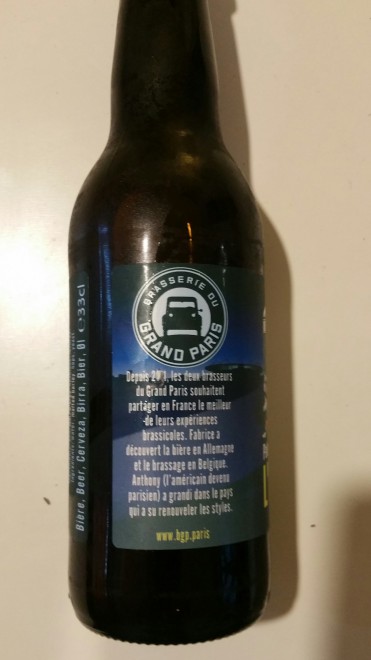 BRASSERIE DU
GRAND PARIS
Depuis 2011, les deux brasseurs
du Grand Paris souhaitent
partager en France le meilleur
de leurs expériences
brassicoles. Fabrice a
découvert la bière en Allemagne
et le brassage en Belgique.
Anthony (l'américain devenu
parisien) a grandi dans le pays
qui a su renouveler les styles.
www.bgp.paris
Bière, Beer, Cerveza, Birra, Bier, Øl e33cl